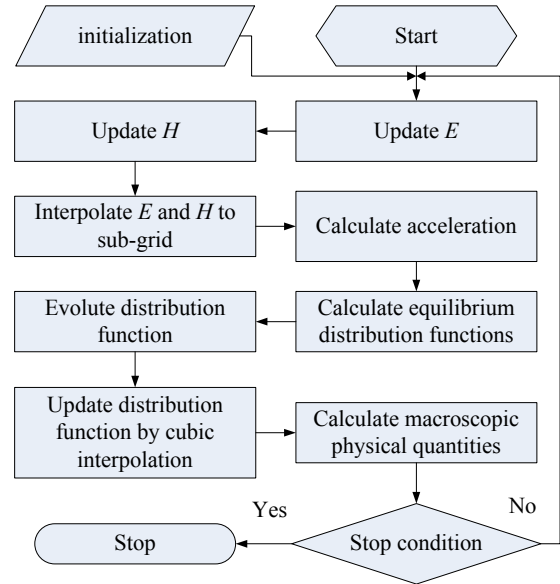 initialization
Start
Update E
Update H
Interpolate E and H to
sub-grid
Calculate acceleration
Calculate equilibrium
distribution functions
Evolute distribution
function
Update distribution
function by cubic
interpolation
Calculate macroscopic
physical quantities
Stop condition
Yes
No
Stop